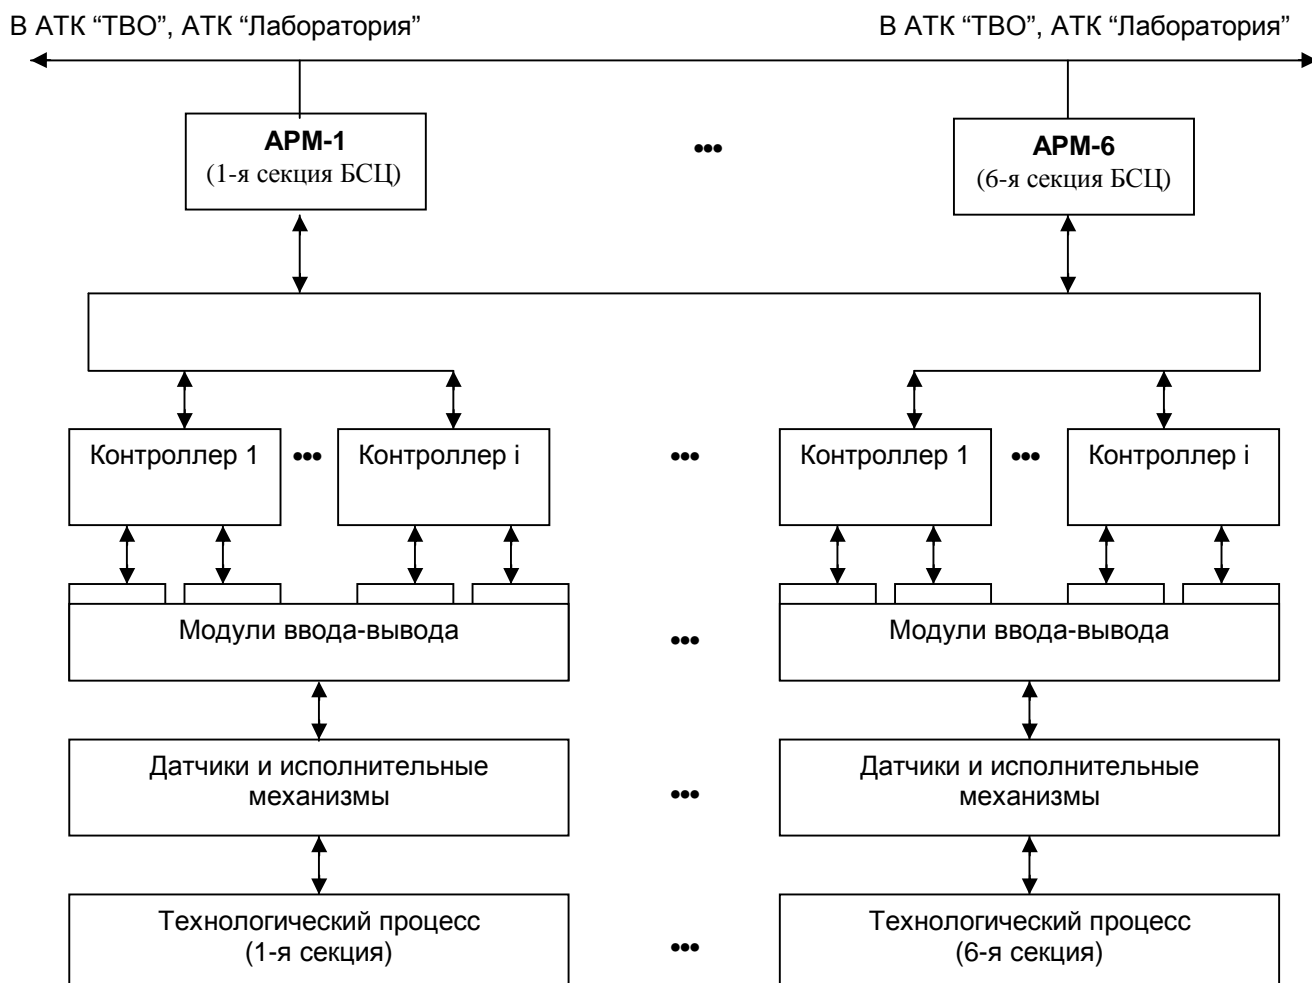 В АТК “ТВО”, АТК “Лаборатория”
В АТК “ТВО”, АТК “Лаборатория”
АРМ-1
(1-я секция БСЦ)
•••
АРМ-6
(6-я секция БСЦ)
Контроллер 1
•••
Контроллер i
•••
Контроллер 1
•••
Контроллер i
Модули ввода-вывода
•••
Модули ввода-вывода
Датчики и исполнительные
механизмы
•••
Датчики и исполнительные
механизмы
Технологический процесс
(1-я секция)
•••
Технологический процесс
(6-я секция)